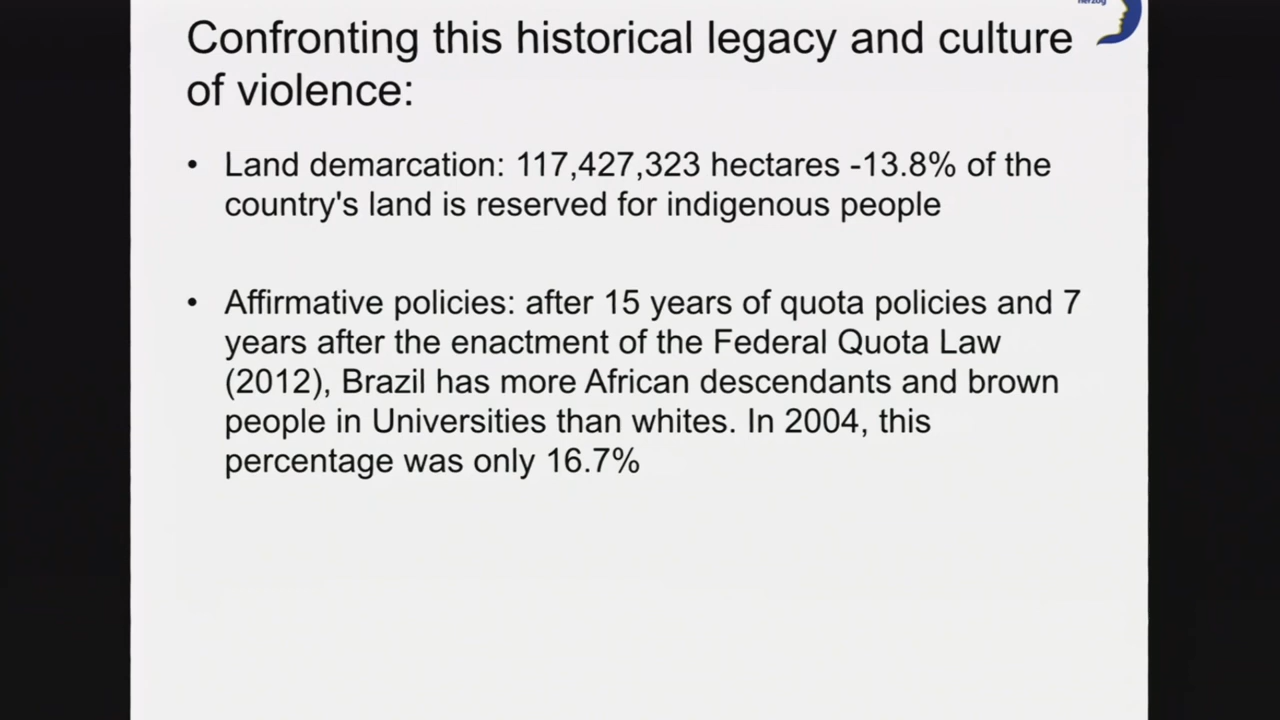 herzog
Confronting this historical legacy and culture
of violence:
• Land demarcation: 117,427,323 hectares -13.8% of the
country's land is reserved for indigenous people
• Affirmative policies: after 15 years of quota policies and 7
years after the enactment of the Federal Quota Law
(2012), Brazil has more African descendants and brown
people in Universities than whites. In 2004, this
percentage was only 16.7%